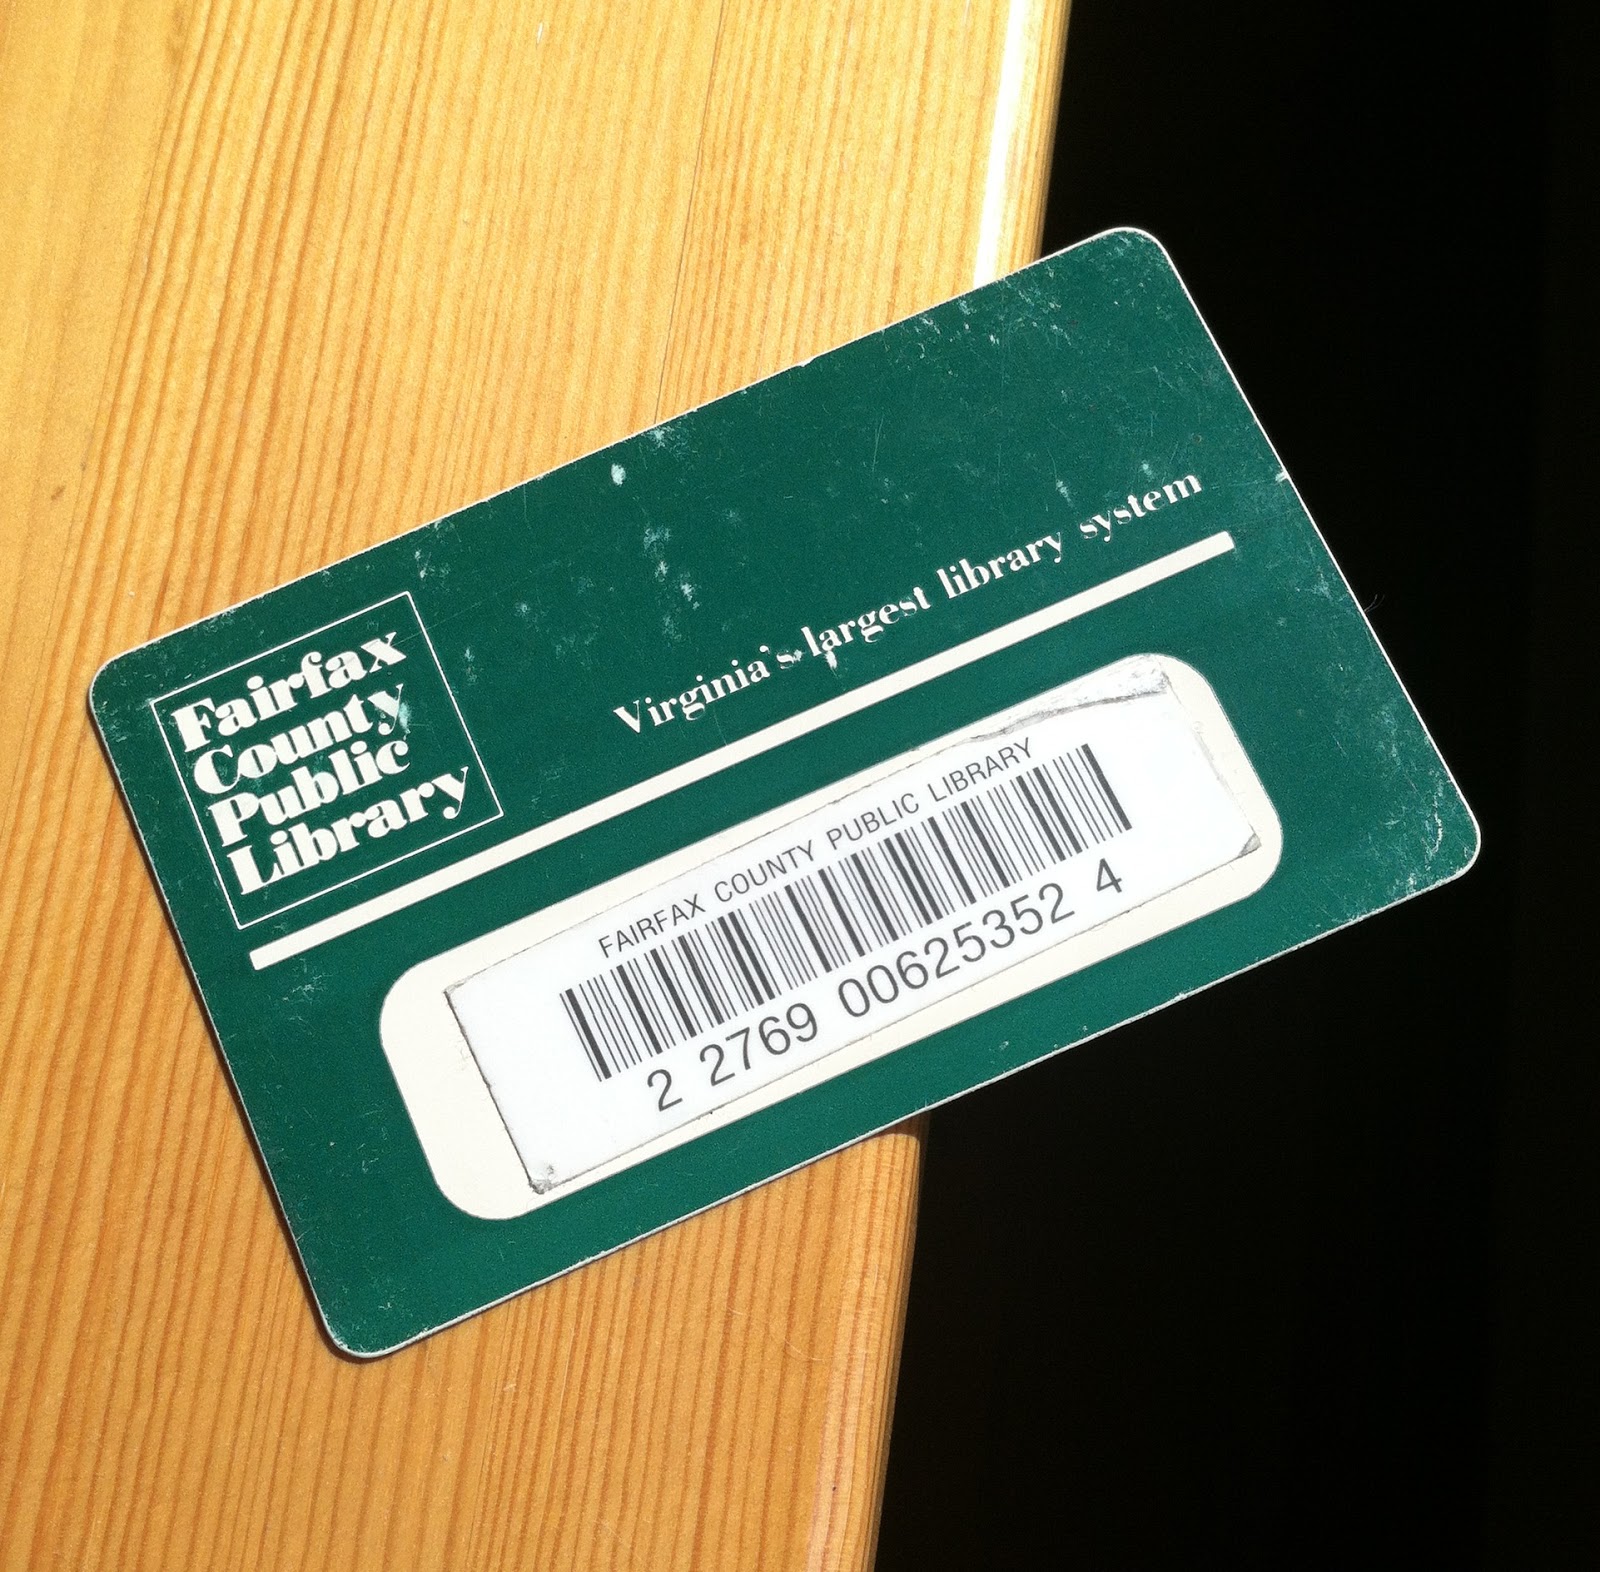 Fairfax
County
Public
Library
Virginia's largest library system
FAIRFAX COUNTY PUBLIC LIBRARY
2 2769 00625352 4